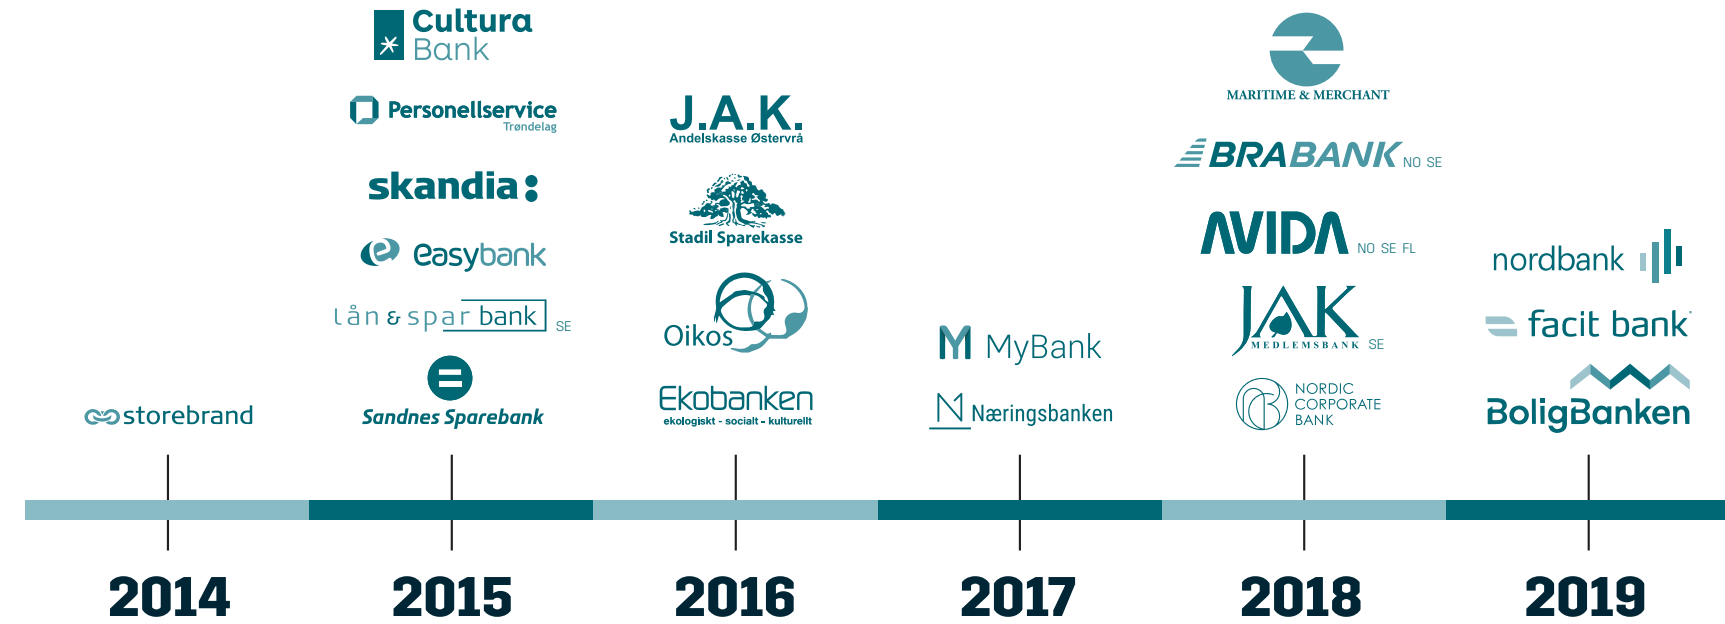 storebrand
2014
Cultura
Bank
Personellservice
Trøndelag
skandia:
easybank
lån & spar bank SE
Sandnes Sparebank
2015
J.A.K.
Andelskasse Østervrå
Stadil Sparekasse
Oikos
Ekobanken
ekologiskt - socialt - kulturellt
2016
MyBank
Næringsbanken
2017
MARITIME & MERCHANT
BRABANK NO SE
AVIDA NO SE FL
JAK
MEDLEMSBANK SE
NORDIC
CORPORATE
BANK
2018
nordbank
facit bank
BoligBanken
2019